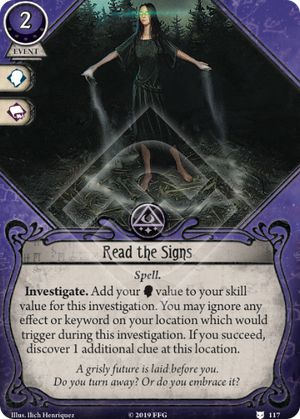 2
EVENT
Read the Signs
Spell.
Investigate. Add your value to your skill
value for this investigation. You may ignore any
effect or keyword on your location which would
trigger during this investigation. If you succeed,
discover 1 additional clue at this location.
A grisly future is laid before you.
Do you turn away? Or do you embrace it?
Illus. Ilich Henriquez
© 2019 FFG
117